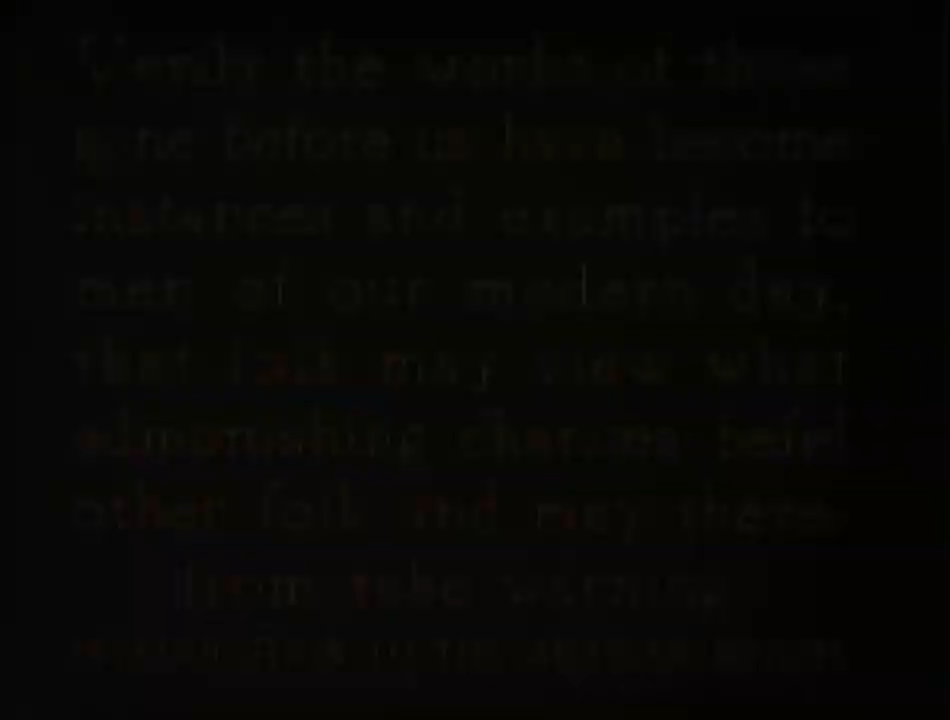 Verily the works of those
gone before us have become
instances and examples to
men of our modern day,
that folk may view what
admonishing chances befel
other folk and may there-
from take warning.